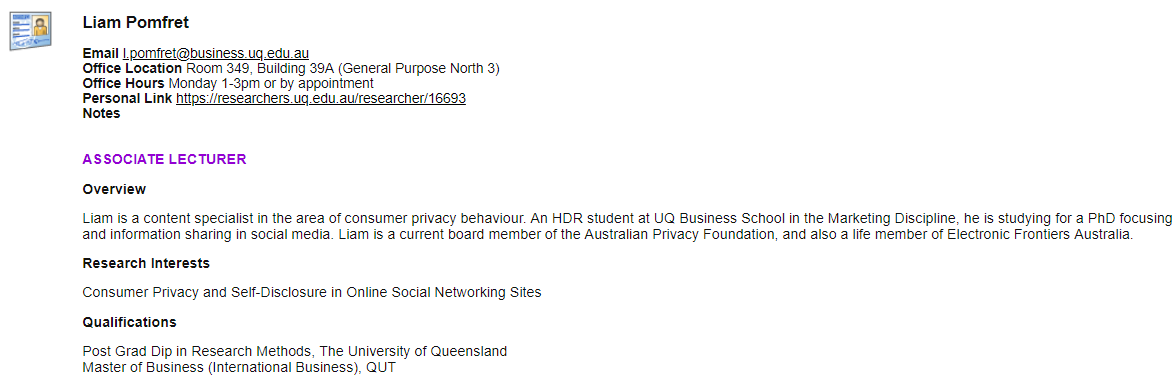 Liam Pomfret
Email l.pomfret@business.uq.edu.au
Office Location Room 349, Building 39A (General Purpose North 3)
Office Hours Monday 1-3pm or by appointment
Personal Link https://researchers.uq.edu.au/researcher/16693
Notes
ASSOCIATE LECTURER
Overview
Liam is a content specialist in the area of consumer privacy behaviour. An HDR student at UQ Business School in the Marketing Discipline, he is studying for a PhD focusing
and information sharing in social media. Liam is a current board member of the Australian Privacy Foundation, and also a life member of Electronic Frontiers Australia.
Research Interests
Consumer Privacy and Self-Disclosure in Online Social Networking Sites
Qualifications
Post Grad Dip in Research Methods, The University of Queensland
Master of Business (International Business), QUT